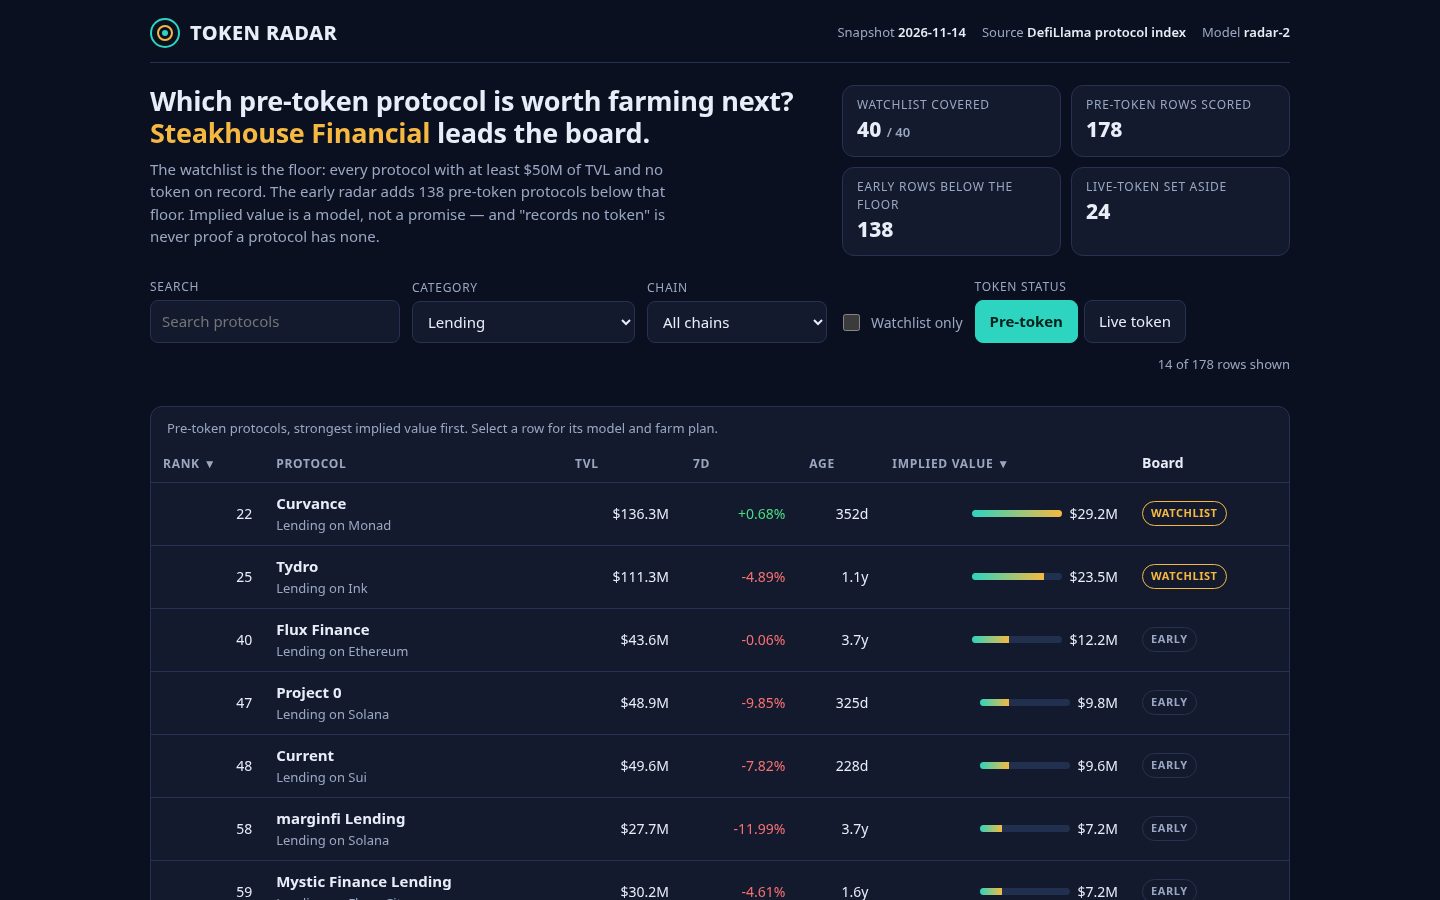 TOKEN RADAR
Snapshot 2026-11-14 Source DefiLlama protocol index Model radar-2
Which pre-token protocol is worth farming next?
Steakhouse Financial leads the board.
The watchlist is the floor: every protocol with at least $50M of TVL and no
token on record. The early radar adds 138 pre-token protocols below that
floor. Implied value is a model, not a promise — and "records no token" is
never proof a protocol has none.
WATCHLIST COVERED
40 / 40
PRE-TOKEN ROWS SCORED
178
EARLY ROWS BELOW THE
FLOOR
138
LIVE-TOKEN SET ASIDE
24
SEARCH
Search protocols
CATEGORY
Lending
CHAIN
All chains
Watchlist only
TOKEN STATUS
Pre-token
Live token
14 of 178 rows shown
Pre-token protocols, strongest implied value first. Select a row for its model and farm plan.
RANK ▼ PROTOCOL TVL 7D AGE IMPLIED VALUE ▼ Board
22 Curvance $136.3M +0.68% 352d $29.2M WATCHLIST
Lending on Monad
25 Tydro $111.3M -4.89% 1.1y $23.5M WATCHLIST
Lending on Ink
40 Flux Finance $43.6M -0.06% 3.7y $12.2M EARLY
Lending on Ethereum
47 Project 0 $48.9M -9.85% 325d $9.8M EARLY
Lending on Solana
48 Current $49.6M -7.82% 228d $9.6M EARLY
Lending on Sui
58 marginfi Lending $27.7M -11.99% 3.7y $7.2M EARLY
Lending on Solana
59 Mystic Finance Lending $30.2M -4.61% 1.6y $7.2M EARLY